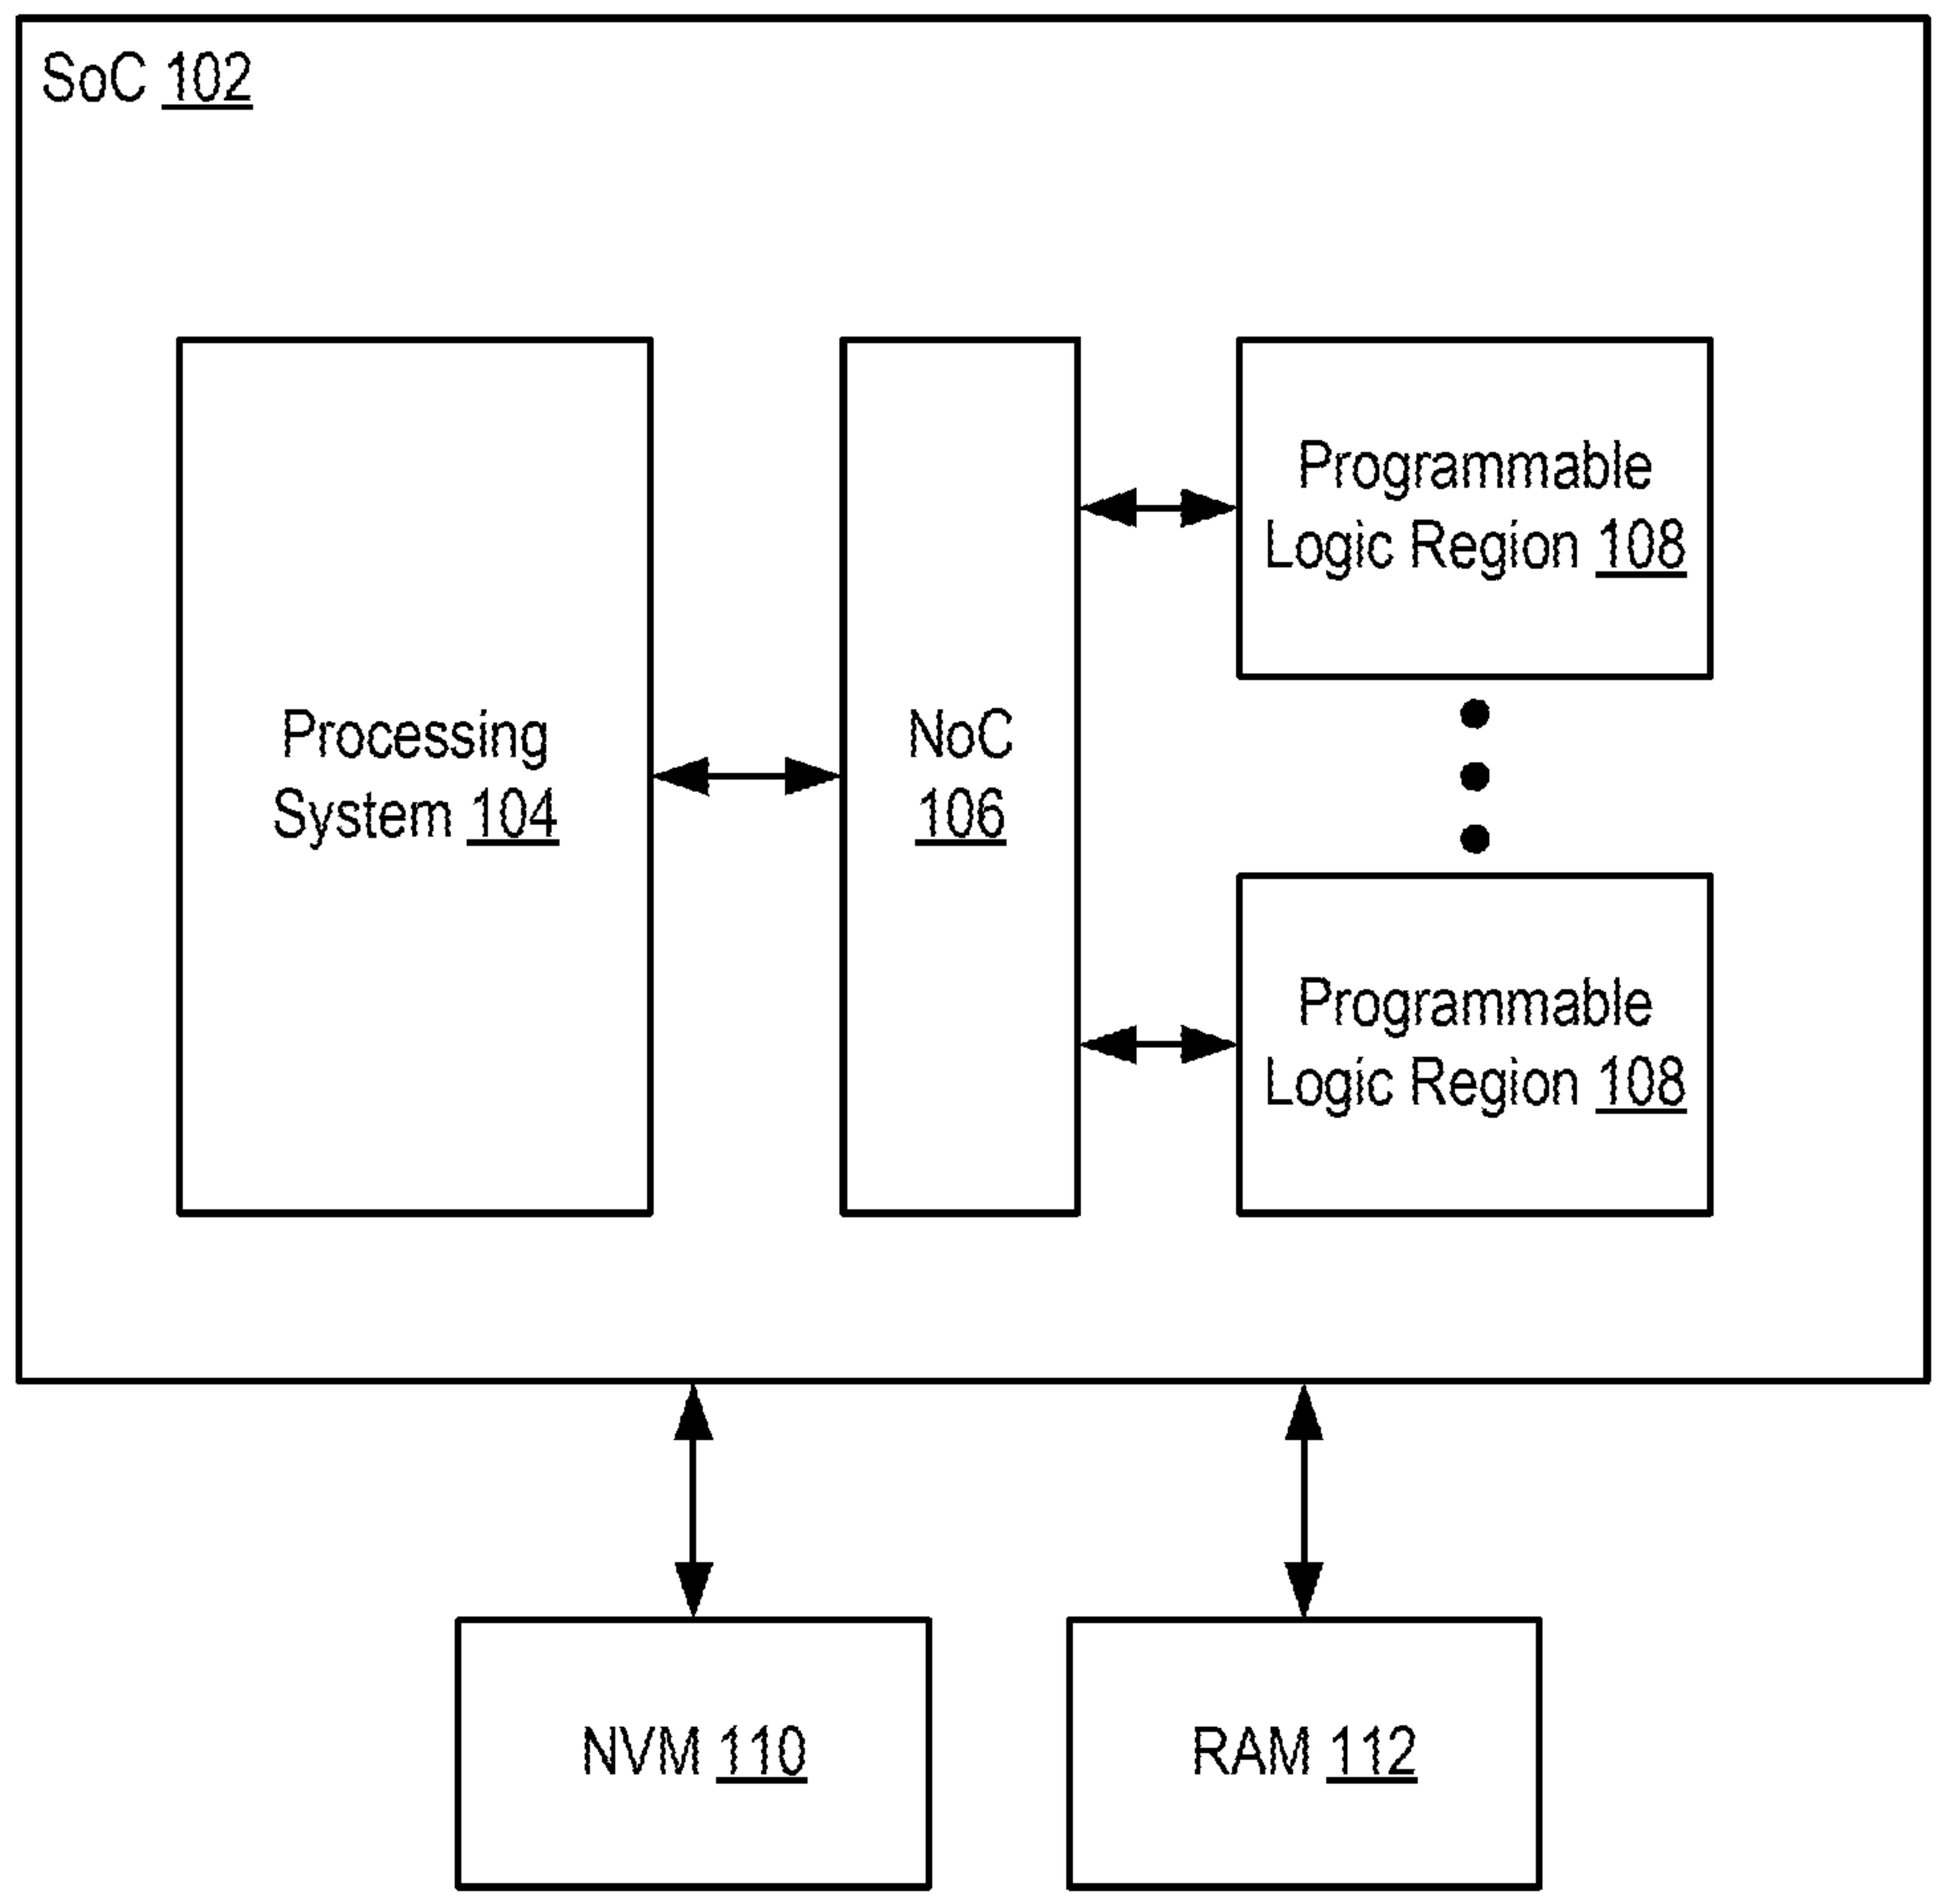 SoC 102
Processing
System 104
NoC
106
Programmable
Logic Region 108
Programmable
Logic Region 108
NVM 110
RAM 112